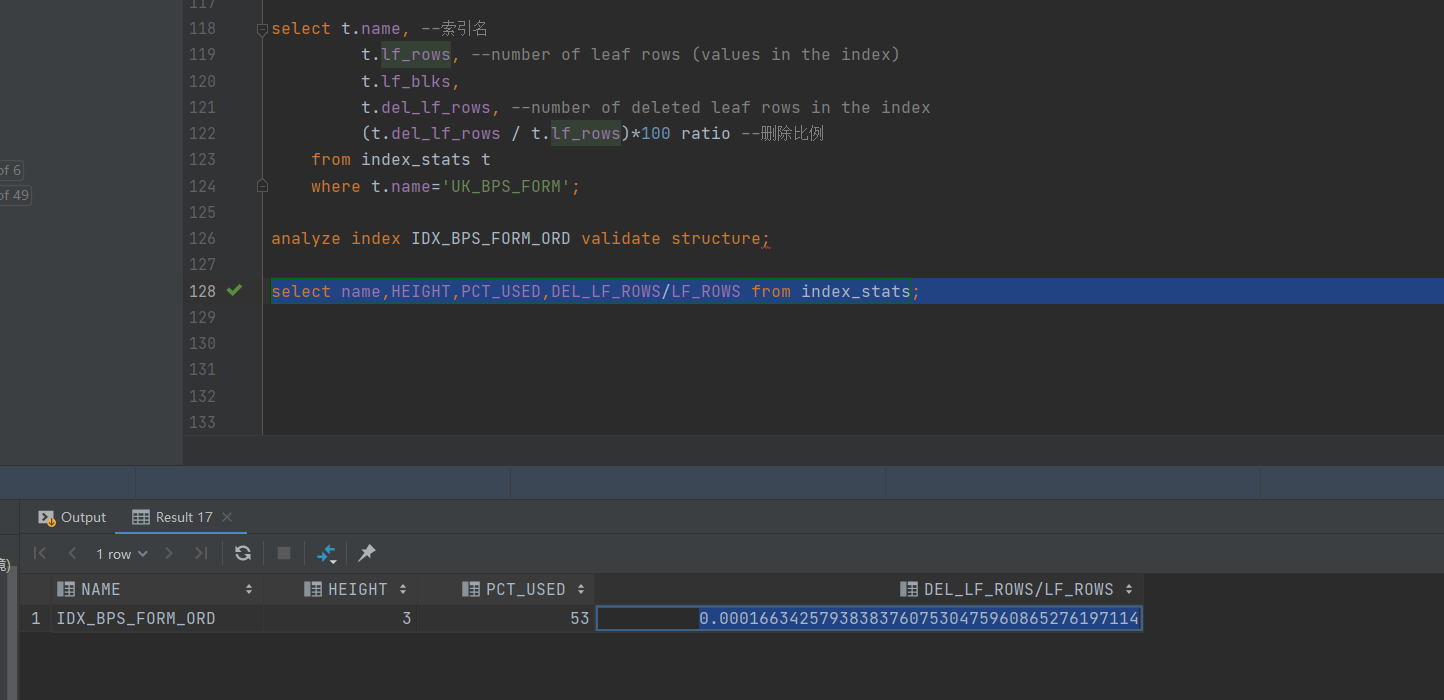 117
118 select t.name, --索引名
119 t.lf_rows, --number of leaf rows (values in the index)
120 t.lf_blks,
121 t.del_lf_rows, --number of deleted leaf rows in the index
122 (t.del_lf_rows / t.lf_rows)*100 ratio --删除比例
123 from index_stats t
of 6
124 where t.name='UK_BPS_FORM';
of 49
125
126 analyze index IDX_BPS_FORM_ORD validate structure;
127
128 select name,HEIGHT,PCT_USED,DEL_LF_ROWS/LF_ROWS from index_stats;
129
130
131
132
133
Output Result 17
1 row
NAME HEIGHT PCT_USED DEL_LF_ROWS/LF_ROWS
1 IDX_BPS_FORM_ORD 3 53 0.000166342579383837607530475960865276197114